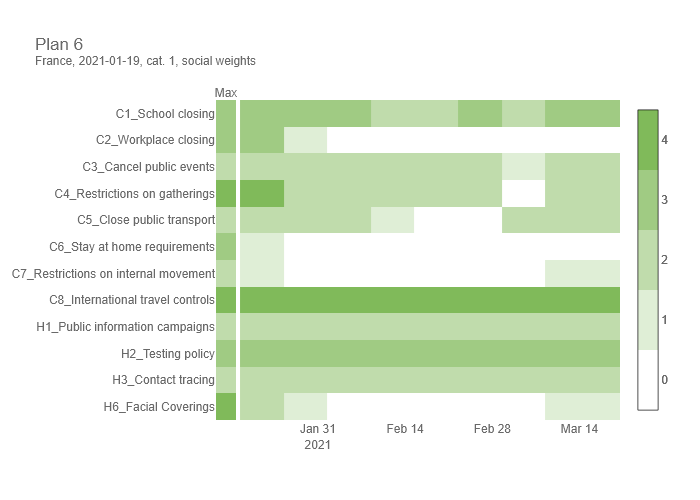 Plan 6
France, 2021-01-19, cat. 1, social weights
Max
C1_School closing
C2_Workplace closing
C3_Cancel public events
C4_Restrictions on gatherings
C5_Close public transport
C6_Stay at home requirements
C7_Restrictions on internal movement
C8_International travel controls
H1_Public information campaigns
H2_Testing policy
H3_Contact tracing
H6_Facial Coverings
Jan 31
2021
Feb 14
Feb 28
Mar 14
4
3
2
1
0